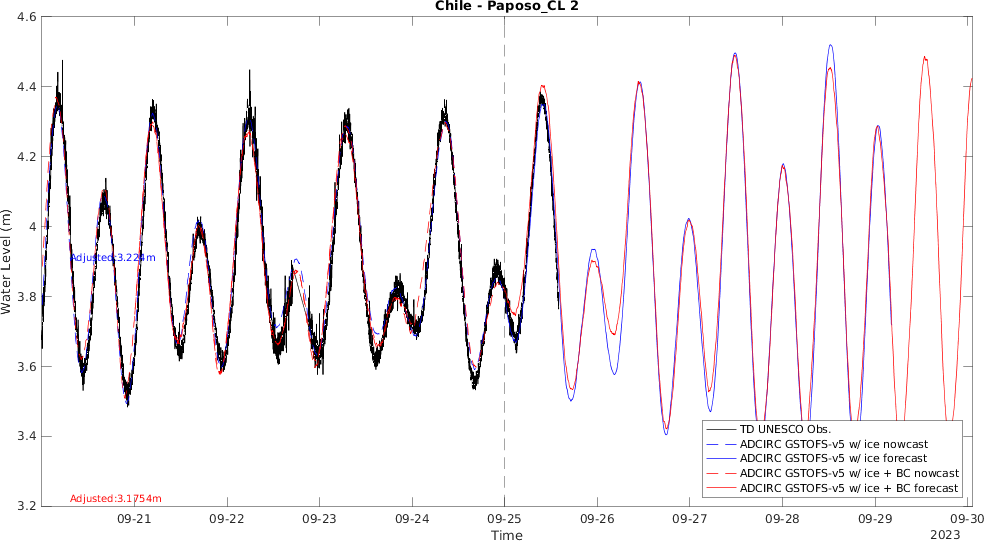 Chile - Paposo_CL 2
4.6
4.4
4.2
4
3.8
3.6
3.4
3.2
Water Level (m)
Adjusted:3.224m
Adjusted:3.1754m
TD UNESCO Obs.
ADCIRC GSTOFS-v5 w/ ice nowcast
ADCIRC GSTOFS-v5 w/ ice forecast
ADCIRC GSTOFS-v5 w/ ice + BC nowcast
ADCIRC GSTOFS-v5 w/ ice + BC forecast
09-21 09-22 09-23 09-24 09-25 09-26 09-27 09-28 09-29 09-30
Time
2023